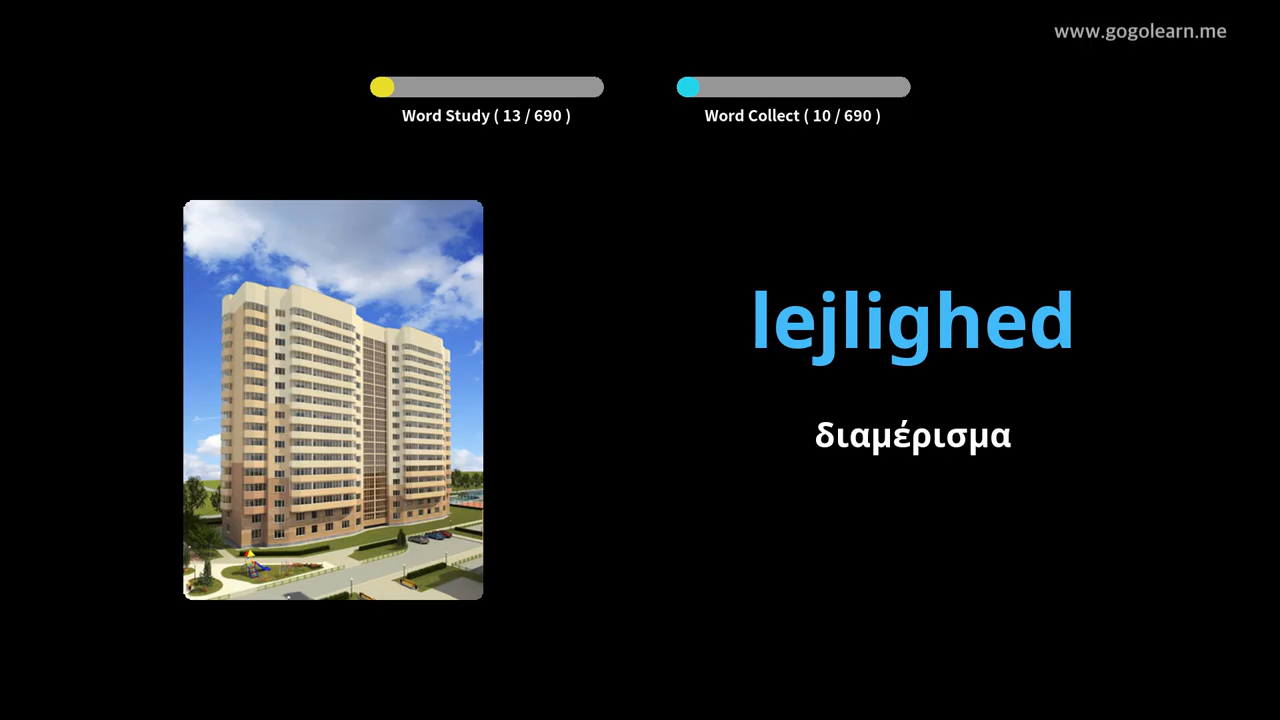 www.gogolearn.me
Word Study ( 13 / 690 )
Word Collect ( 10 / 690 )
lejlighed
διαμέρισμα